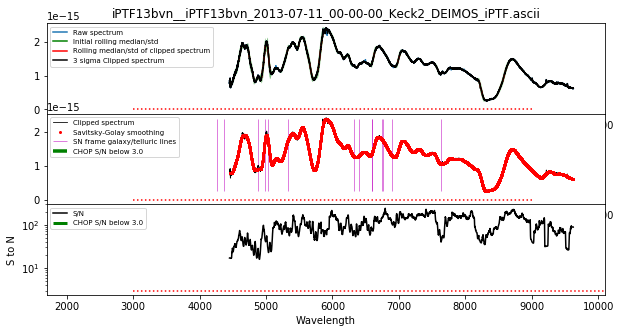 iPTF13bvn__iPTF13bvn_2013-07-11_00-00-00_Keck2_DEIMOS_iPTF.ascii
1e−15
Raw spectrum
Initial rolling median/std
Rolling median/std of clipped spectrum
3 sigma Clipped spectrum
2
1
0
1e−15
Clipped spectrum
Savitsky-Golay smoothing
SN frame galaxy/telluric lines
CHOP S/N below 3.0
2
1
0
S/N
CHOP S/N below 3.0
S to N
10²
10¹
2000 3000 4000 5000 6000 7000 8000 9000 10000
Wavelength